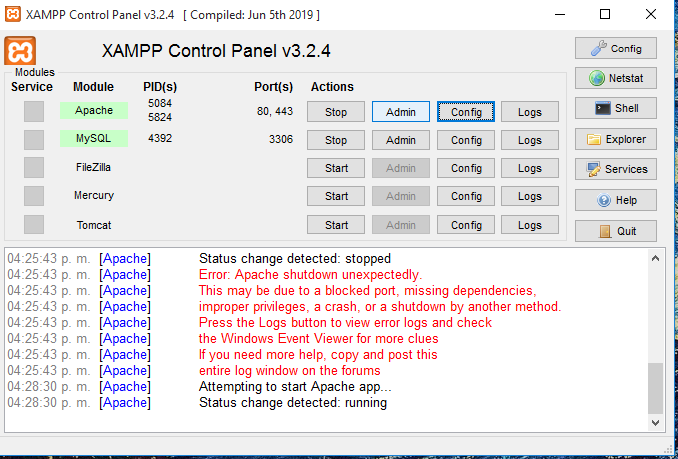 XAMPP Control Panel v3.2.4 [ Compiled: Jun 5th 2019 ]
XAMPP Control Panel v3.2.4
Config
Modules
Service Module PID(s) Port(s) Actions
Netstat
Apache 5084 5824 80, 443 Stop Admin Config Logs
Shell
MySQL 4392 3306 Stop Admin Config Logs
Explorer
FileZilla Start Admin Config Logs
Services
Mercury Start Admin Config Logs
Help
Tomcat Start Admin Config Logs
Quit
04:25:43 p. m. [Apache] Status change detected: stopped
04:25:43 p. m. [Apache] Error: Apache shutdown unexpectedly.
04:25:43 p. m. [Apache] This may be due to a blocked port, missing dependencies,
04:25:43 p. m. [Apache] improper privileges, a crash, or a shutdown by another method.
04:25:43 p. m. [Apache] Press the Logs button to view error logs and check
04:25:43 p. m. [Apache] the Windows Event Viewer for more clues
04:25:43 p. m. [Apache] If you need more help, copy and post this
04:25:43 p. m. [Apache] entire log window on the forums
04:28:30 p. m. [Apache] Attempting to start Apache app...
04:28:30 p. m. [Apache] Status change detected: running